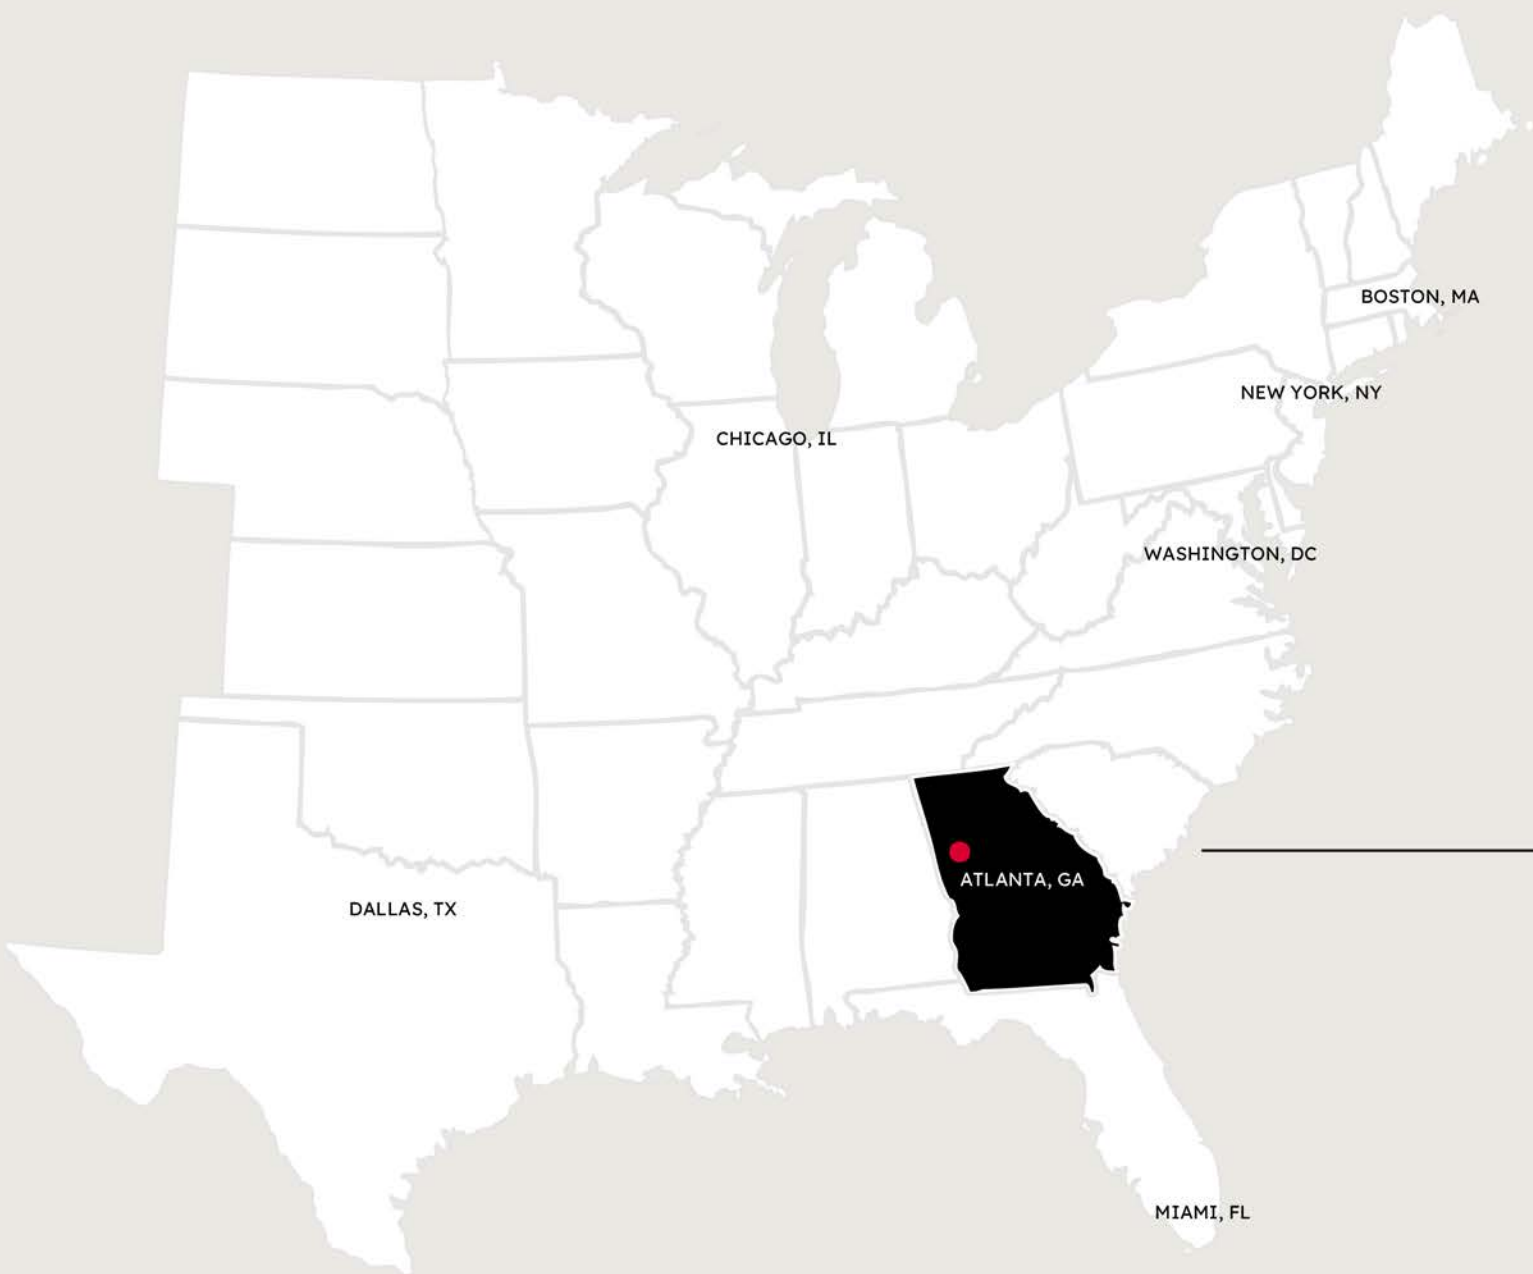 BOSTON, MA
NEW YORK, NY
CHICAGO, IL
WASHINGTON, DC
ATLANTA, GA
DALLAS, TX
MIAMI, FL